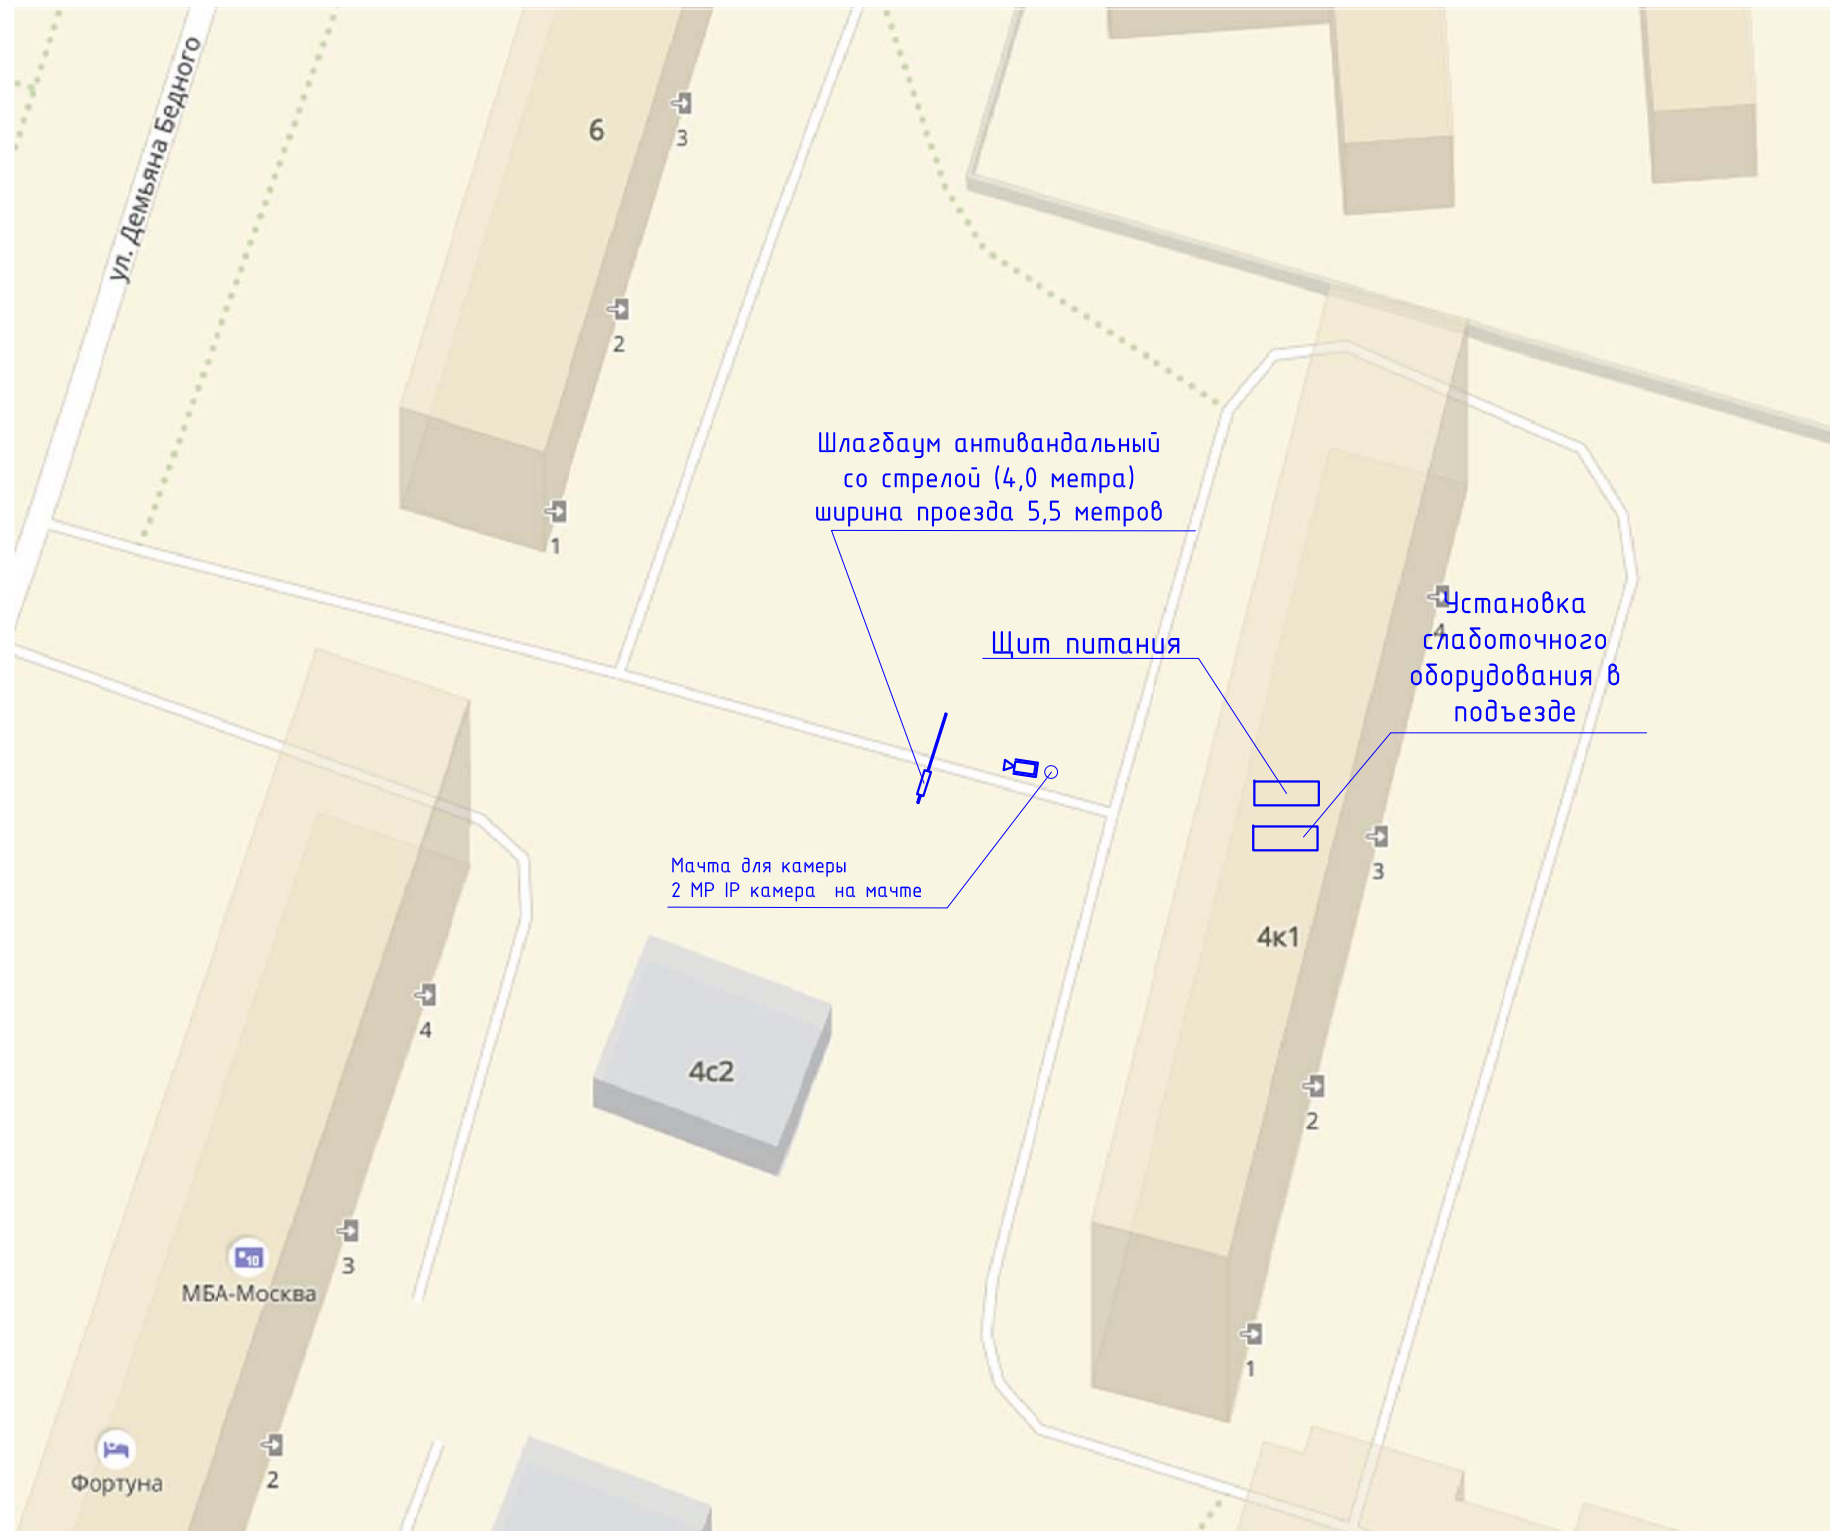 ул. Демьяна Бедного
6
3
2
1
Шлагбаум антивандальный
со стрелой (4,0 метра)
ширина проезда 5,5 метров
Щит питания
Установка
слаботочного
оборудования в
подъезде
4
Мачта для камеры
2 MP IP камера на мачте
3
4к1
4
4с2
2
3
10
МБА-Москва
1
2
Фортуна